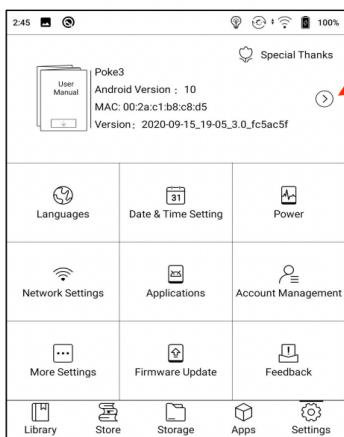 2:45
100%
Special Thanks
User
Manual
Poke3
Android Version： 10
MAC: 00:2a:c1:b8:c8:d5
Version：2020-09-15_19-05_3.0_fc5ac5f
31
Languages
Date & Time Setting
Power
Network Settings
Applications
Account Management
More Settings
Firmware Update
Feedback
Library
Store
Storage
Apps
Settings